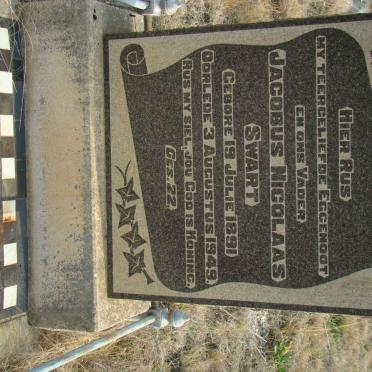 HIER RUS
MY TEERGELIEFDE EGGENOOT
EN ONS VADER
JACOBUS NICOLAAS
SWART
GEBORE 19 JULIE 1891
OORLEDE 3 AUGUSTUS 1949
RUS MY SIEL, JOU GOD IS KONING.
GES. 22